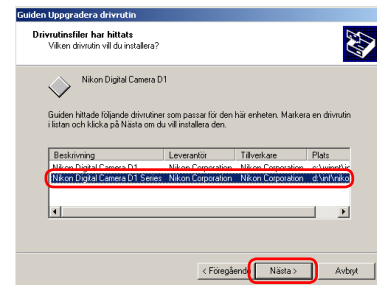 Guiden Uppgradera drivrutin
Drivrutinsfiler har hittats
Vilken drivrutin vill du installera?
Nikon Digital Camera D1
Guiden hittade följande drivrutiner som passar för den här enheten. Markera en drivrutin
i listan och klicka på Nästa om du vill installera den.
Beskrivning Leverantör Tillverkare Plats
Nikon Digital Camera D1 Nikon Corporation Nikon Corporation
Nikon Digital Camera D1 Series Nikon Corporation Nikon Corporation d:\inf\niko
< Föregående Nästa > Avbryt